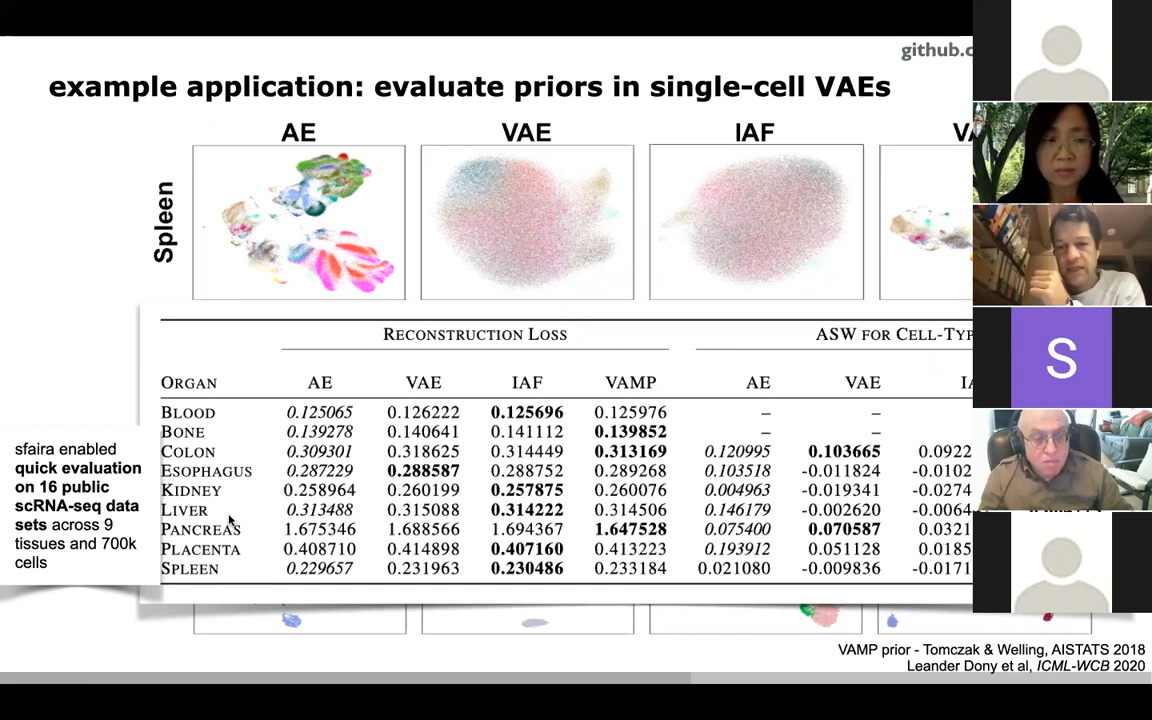 github.c
example application: evaluate priors in single-cell VAEs
AE VAE IAF VA
Spleen
RECONSTRUCTION LOSS ASW FOR CELL-TYP
ORGAN AE VAE IAF VAMP AE VAE IA
BLOOD 0.125065 0.126222 0.125696 0.125976 – –
BONE 0.139278 0.140641 0.141112 0.139852 – –
COLON 0.309301 0.318625 0.314449 0.313169 0.120995 0.103665 0.0922
ESOPHAGUS 0.287229 0.288587 0.288752 0.289268 0.103518 -0.011824 -0.0102
KIDNEY 0.258964 0.260199 0.257875 0.260076 0.004963 -0.019341 -0.0274
LIVER 0.313488 0.315088 0.314222 0.314506 0.146179 -0.002620 -0.0064
PANCREAS 1.675346 1.688566 1.694367 1.647528 0.075400 0.070587 0.0321
PLACENTA 0.408710 0.414898 0.407160 0.413223 0.193912 0.051128 0.0185
SPLEEN 0.229657 0.231963 0.230486 0.233184 0.021080 -0.009836 -0.0171
sfaira enabled
quick evaluation
on 16 public
scRNA-seq data
sets across 9
tissues and 700k
cells
S
VAMP prior - Tomczak & Welling, AISTATS 2018
Leander Dony et al, ICML-WCB 2020